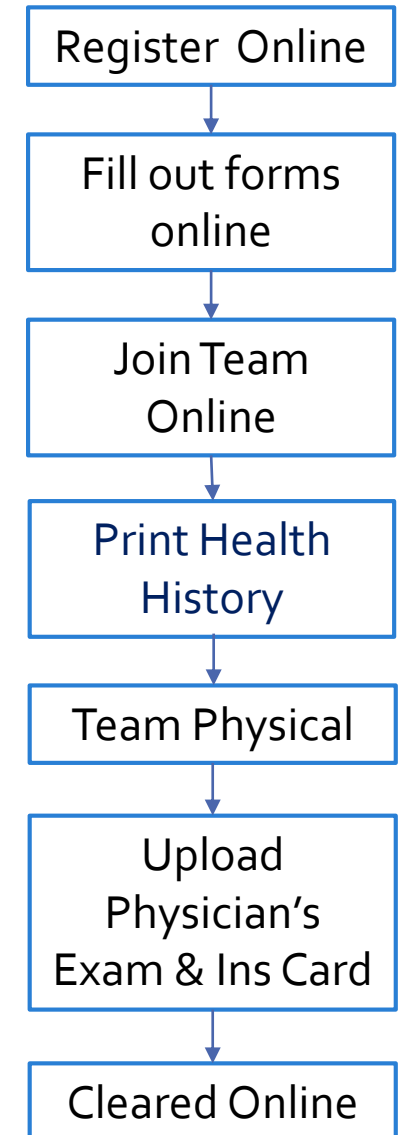 Register Online
Fill out forms
online
Join Team
Online
Print Health
History
Team Physical
Upload
Physician’s
Exam & Ins Card
Cleared Online